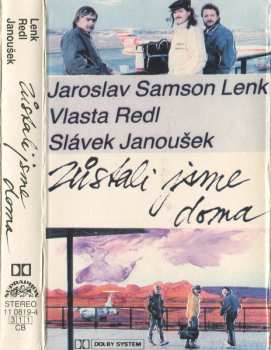 Lenk
Redl
Janoušek
Zůstali jsme
doma
SUPRAPHON
STEREO
11 0819-4
311
CB
Jaroslav Samson Lenk
Vlasta Redl
Slávek Janoušek
Zůstali jsme
doma
DOLBY SYSTEM